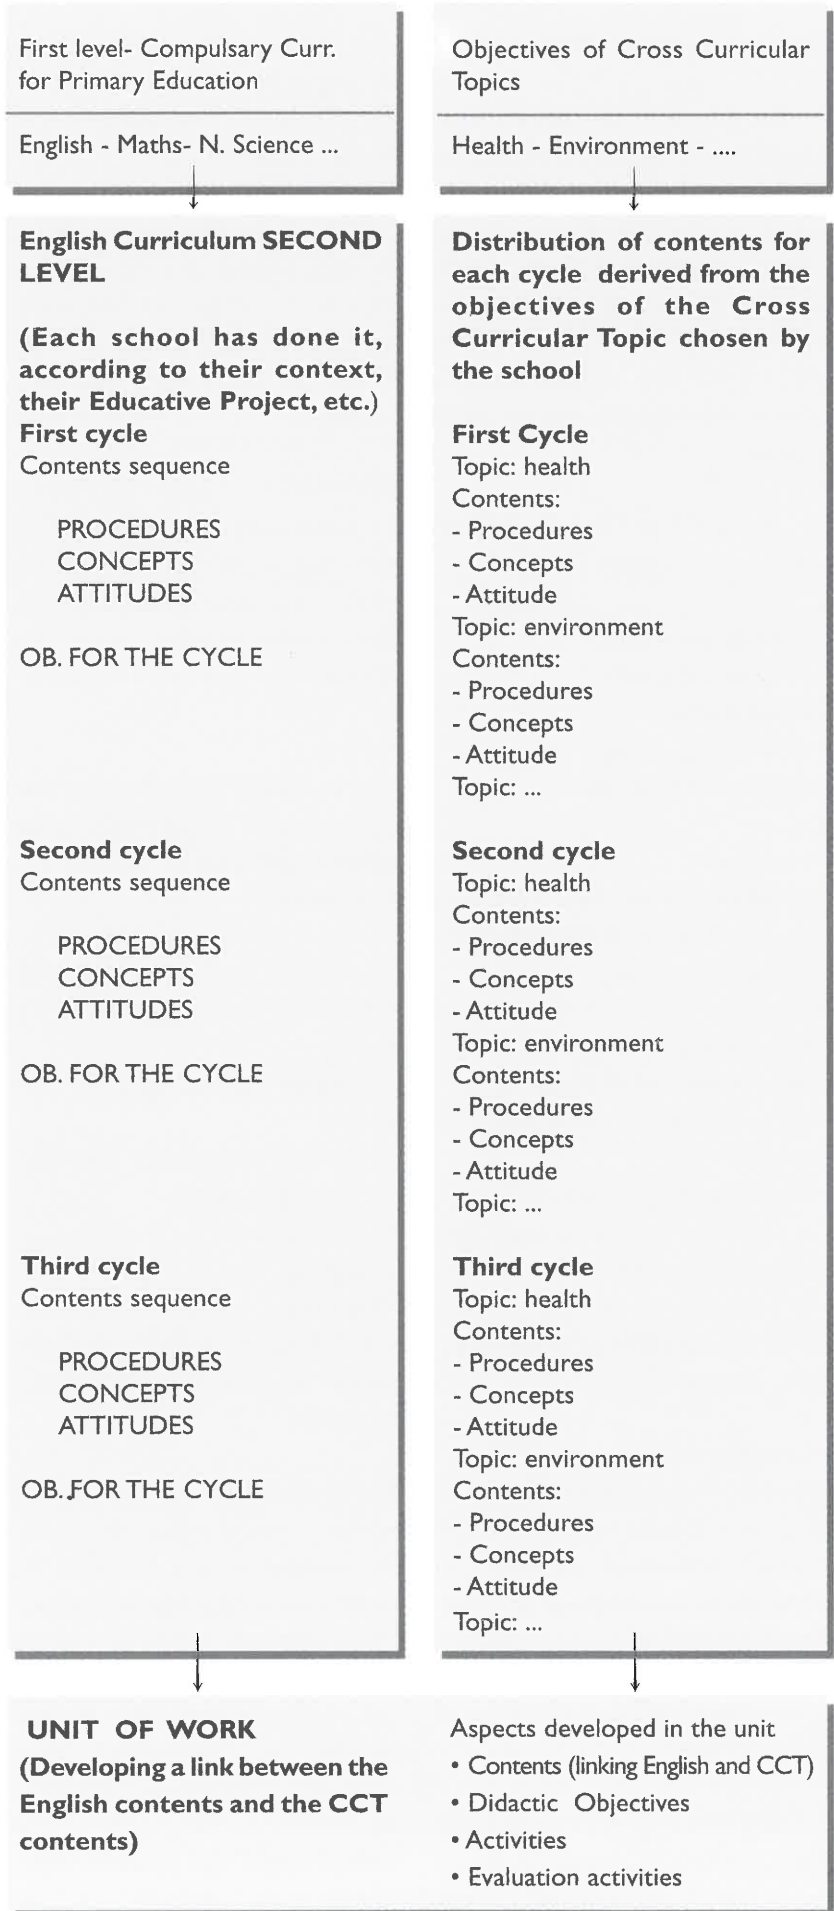 First level- Compulsary Curr.
for Primary Education
English - Maths- N. Science ...
Objectives of Cross Curricular
Topics
Health - Environment - ....
English Curriculum SECOND
LEVEL
(Each school has done it,
according to their context,
their Educative Project, etc.)
First cycle
Contents sequence
PROCEDURES
CONCEPTS
ATTITUDES
OB. FOR THE CYCLE
Second cycle
Contents sequence
PROCEDURES
CONCEPTS
ATTITUDES
OB. FOR THE CYCLE
Third cycle
Contents sequence
PROCEDURES
CONCEPTS
ATTITUDES
OB. FOR THE CYCLE
Distribution of contents for
each cycle derived from the
objectives of the Cross
Curricular Topic chosen by
the school
First Cycle
Topic: health
Contents:
- Procedures
- Concepts
- Attitude
Topic: environment
Contents:
- Procedures
- Concepts
- Attitude
Topic: ...
Second cycle
Topic: health
Contents:
- Procedures
- Concepts
- Attitude
Topic: environment
Contents:
- Procedures
- Concepts
- Attitude
Topic: ...
Third cycle
Topic: health
Contents:
- Procedures
- Concepts
- Attitude
Topic: environment
Contents:
- Procedures
- Concepts
- Attitude
Topic: ...
UNIT OF WORK
(Developing a link between the
English contents and the CCT
contents)
Aspects developed in the unit
• Contents (linking English and CCT)
• Didactic Objectives
• Activities
• Evaluation activities